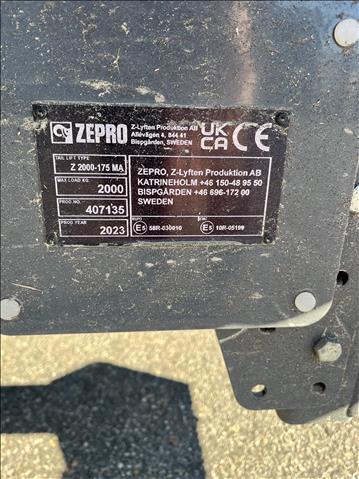 ZEPRO
Z-Lyften Produktion AB
Allévägen 4, 844 41
Bispgården, SWEDEN
UK
CA
CE
TAIL LIFT TYPE
Z 2000-175 MA
MAX LOAD KG.
2000
PROD.NO.
407135
PROD YEAR
2023
ZEPRO, Z-Lyften Produktion AB
KATRINEHOLM +46 150-48 95 50
BISPGÅRDEN +46 696-172 00
SWEDEN
E5 58R-030010
E5 10R-05199